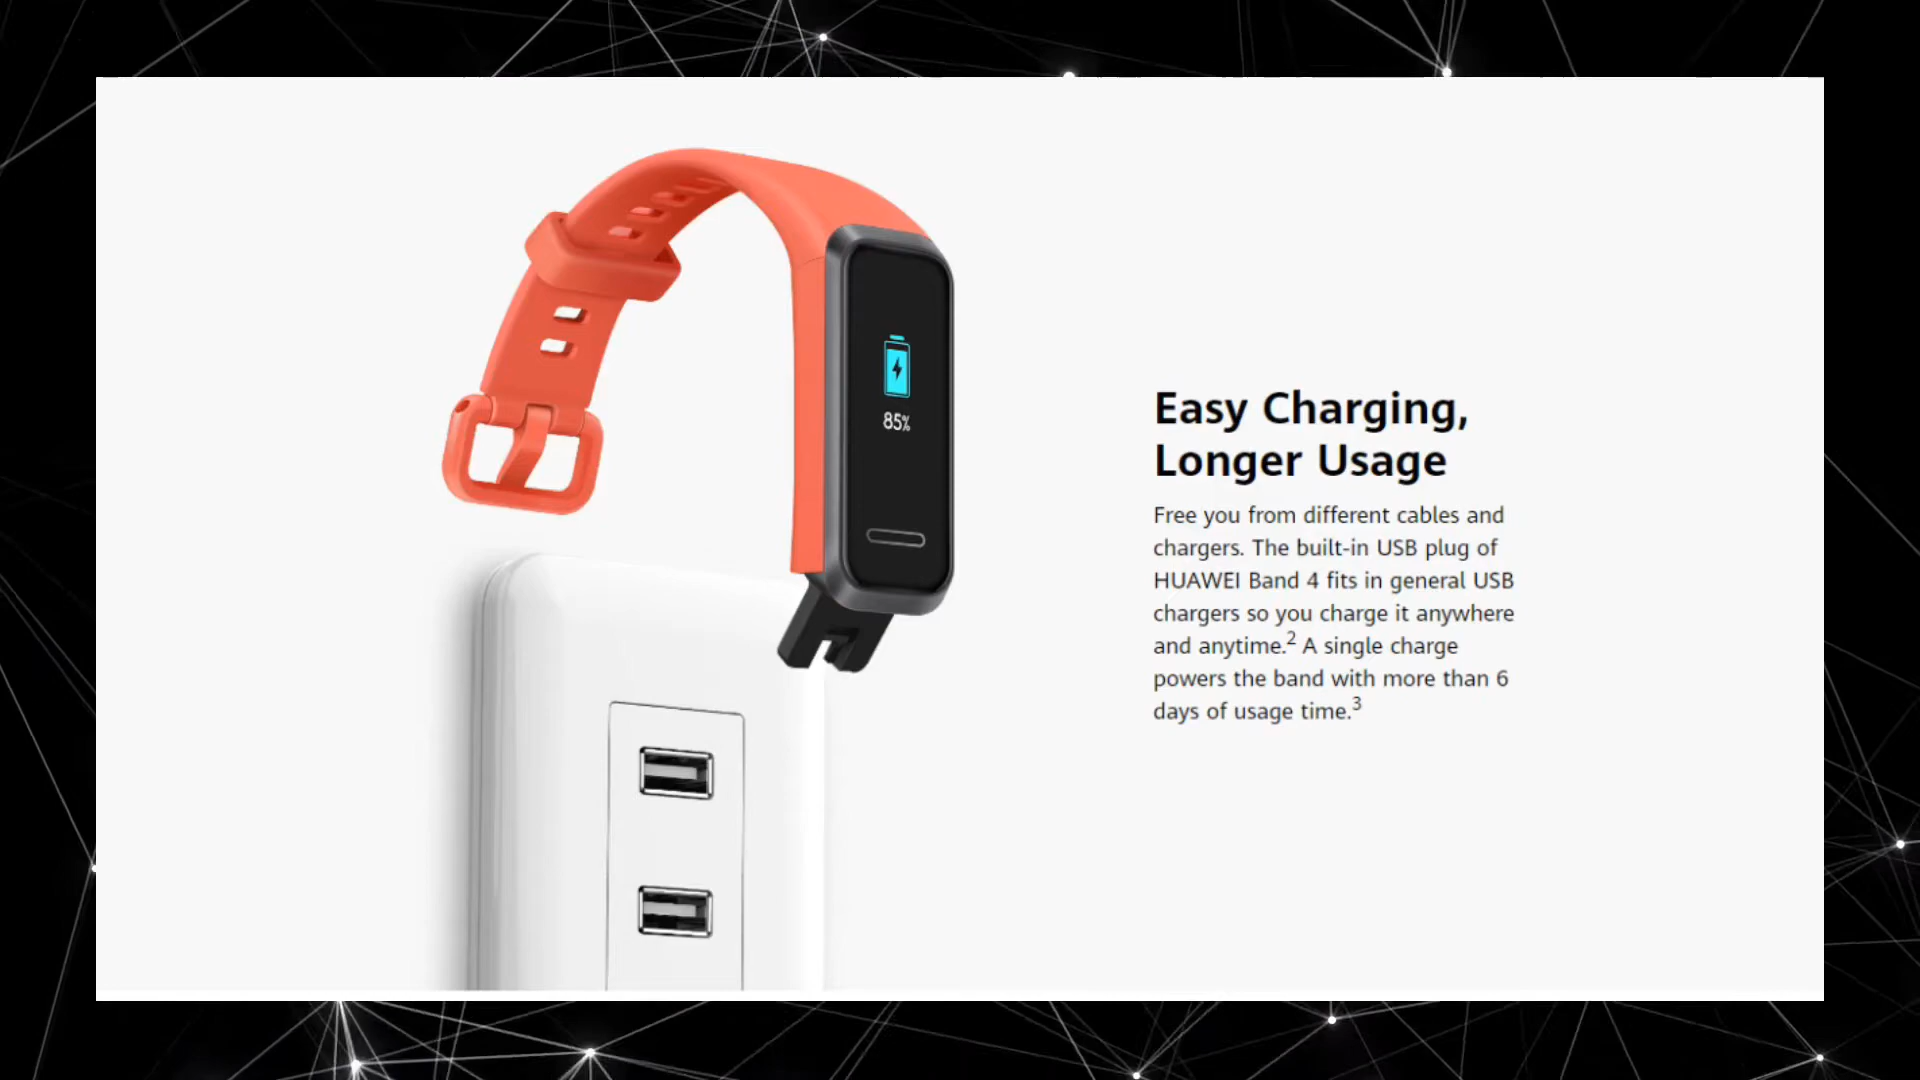 85%
Easy Charging,
Longer Usage
Free you from different cables and
chargers. The built-in USB plug of
HUAWEI Band 4 fits in general USB
chargers so you charge it anywhere
and anytime.2 A single charge
powers the band with more than 6
days of usage time.3